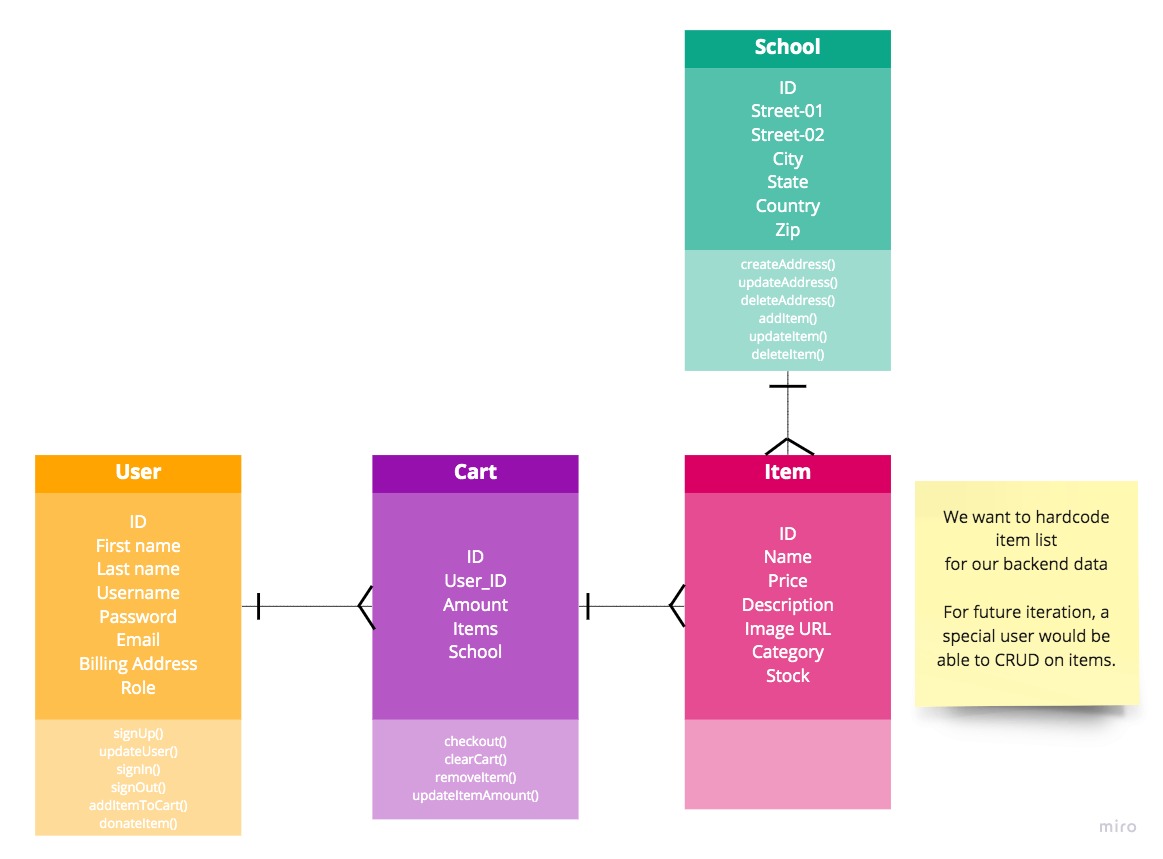 School
ID
Street-01
Street-02
City
State
Country
Zip
createAddress()
updateAddress()
deleteAddress()
addItem()
updateItem()
deleteItem()
User
ID
First name
Last name
Username
Password
Email
Billing Address
Role
signUp()
updateUser()
signIn()
signOut()
addItemToCart()
donateItem()
Cart
ID
User_ID
Amount
Items
School
checkout()
clearCart()
removeItem()
updateItemAmount()
Item
ID
Name
Price
Description
Image URL
Category
Stock
We want to hardcode
item list
for our backend data
For future iteration, a
special user would be
able to CRUD on items.
miro